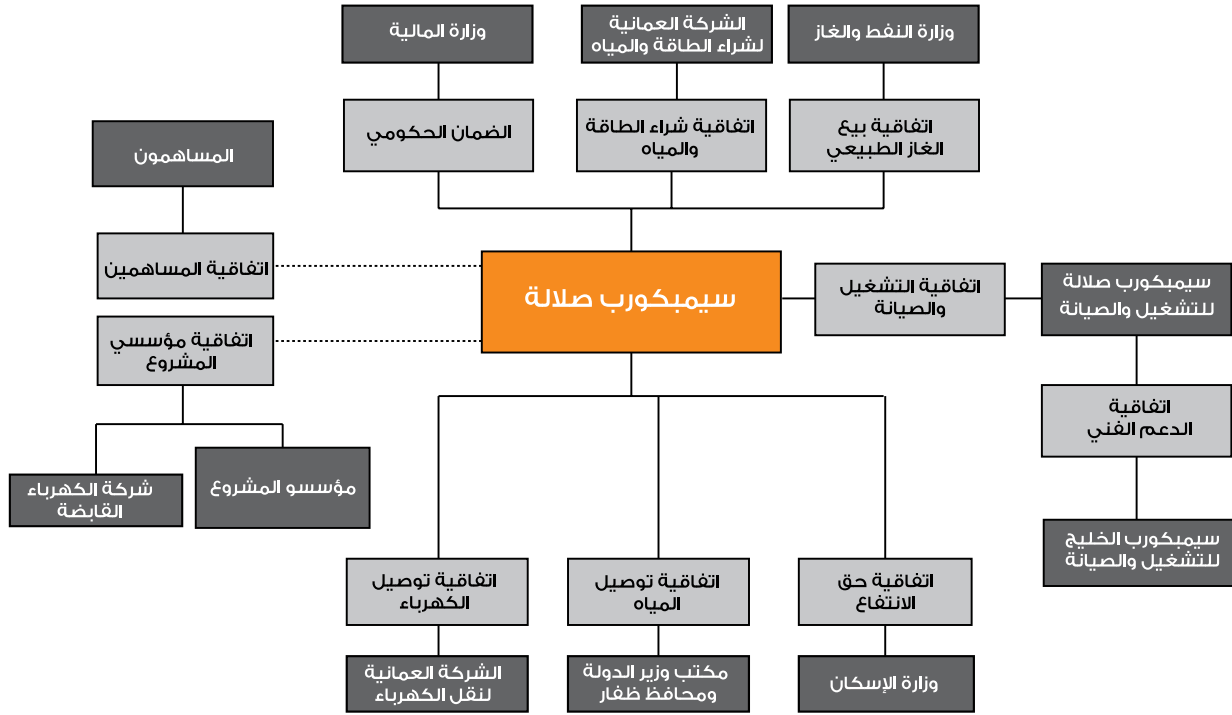 وزارة النفط والغاز
الشركة العمانية
لشراء الطاقة والمياه
وزارة المالية
اتفاقية بيع
الغاز الطبيعي
اتفاقية شراء الطاقة
والمياه
الضمان الحكومي
المساهمون
اتفاقية المساهمين
اتفاقية مؤسسي
المشروع
مؤسسو المشروع
شركة الكهرباء
القابضة
سيمبكورب صلالة
اتفاقية التشغيل
والصيانة
سيمبكورب صلالة
للتشغيل والصيانة
اتفاقية
الدعم الفني
سيمبكورب الخليج
للتشغيل والصيانة
اتفاقية حق
الانتفاع
اتفاقية توصيل
المياه
اتفاقية توصيل
الكهرباء
وزارة الإسكان
مكتب وزير الدولة
ومحافظ ظفار
الشركة العمانية
لنقل الكهرباء